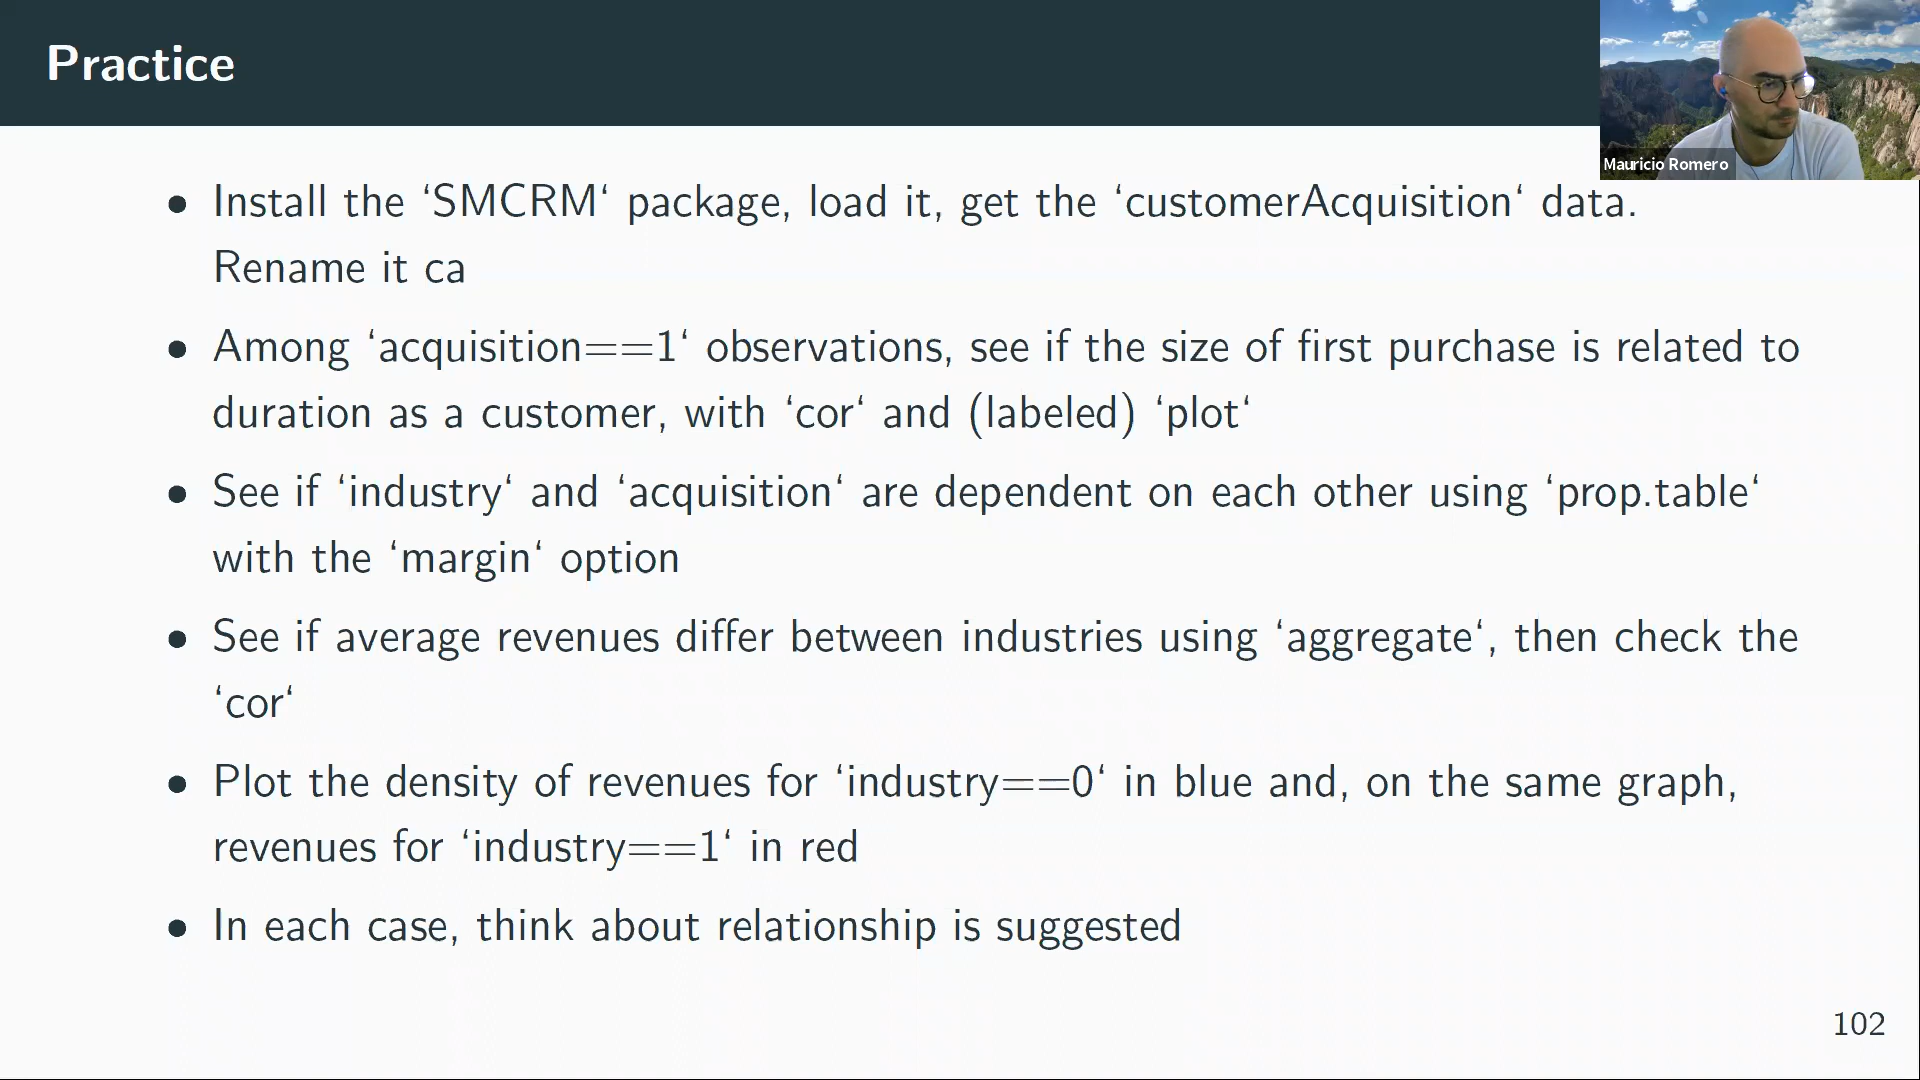 Practice
Mauricio Romero
• Install the ‘SMCRM‘ package, load it, get the ‘customerAcquisition‘ data.
Rename it ca
• Among ‘acquisition==1‘ observations, see if the size of first purchase is related to
duration as a customer, with ‘cor‘ and (labeled) ‘plot‘
• See if ‘industry‘ and ‘acquisition‘ are dependent on each other using ‘prop.table‘
with the ‘margin‘ option
• See if average revenues differ between industries using ‘aggregate‘, then check the
‘cor‘
• Plot the density of revenues for ‘industry==0‘ in blue and, on the same graph,
revenues for ‘industry==1‘ in red
• In each case, think about relationship is suggested
102